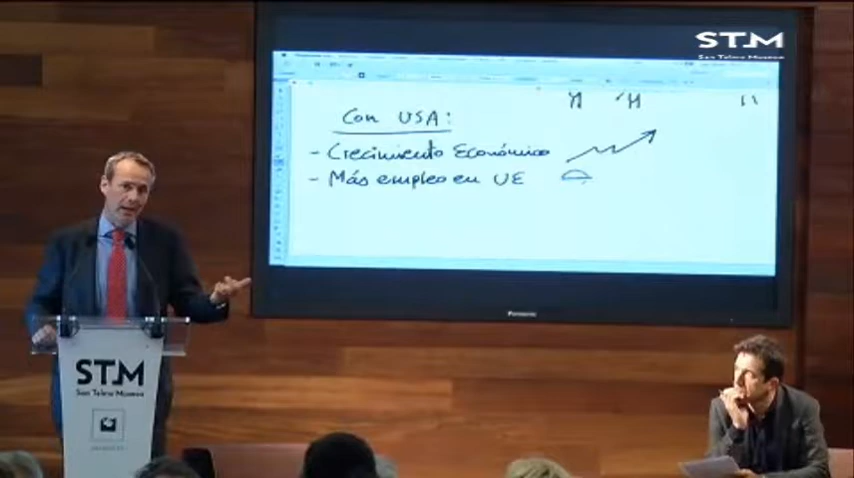 STM
San Telmo Museoa
Con USA:
- Crecimiento Económico
- Más empleo en UE
Panasonic
STM
San Telmo Museoa